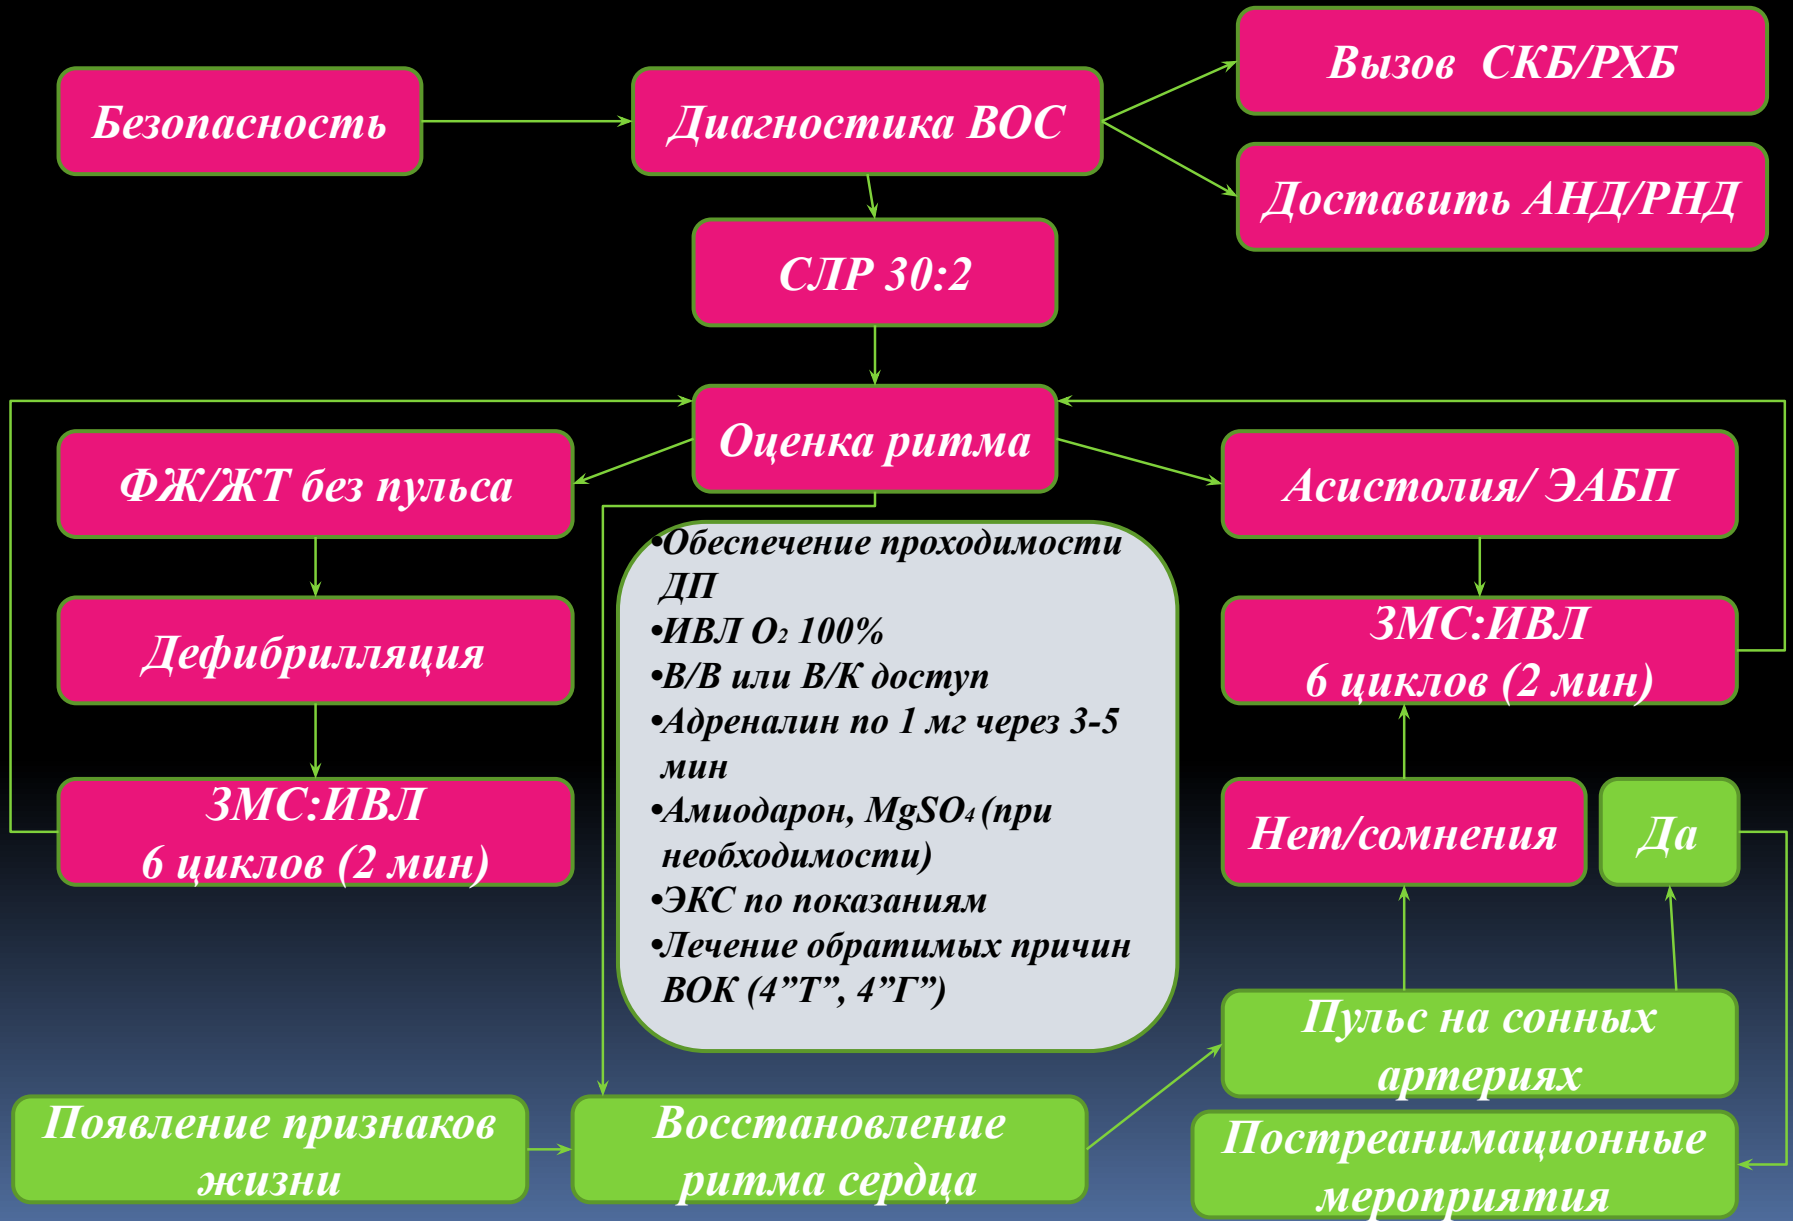 Безопасность
Диагностика ВОС
Вызов СКБ/РХБ
Доставить АНД/РНД
СЛР 30:2
Оценка ритма
ФЖ/ЖТ без пульса
Асистолия/ ЭАБП
Дефибрилляция
ЗМС:ИВЛ
6 циклов (2 мин)
•Обеспечение проходимости
ДП
•ИВЛ О₂ 100%
•В/В или В/К доступ
•Адреналин по 1 мг через 3-5
мин
•Амиодарон, MgSO₄ (при
необходимости)
•ЭКС по показаниям
•Лечение обратимых причин
ВОК (4”Т”, 4”Г”)
ЗМС:ИВЛ
6 циклов (2 мин)
Нет/сомнения
Да
Пульс на сонных
артериях
Появление признаков
жизни
Восстановление
ритма сердца
Постреанимационные
мероприятия